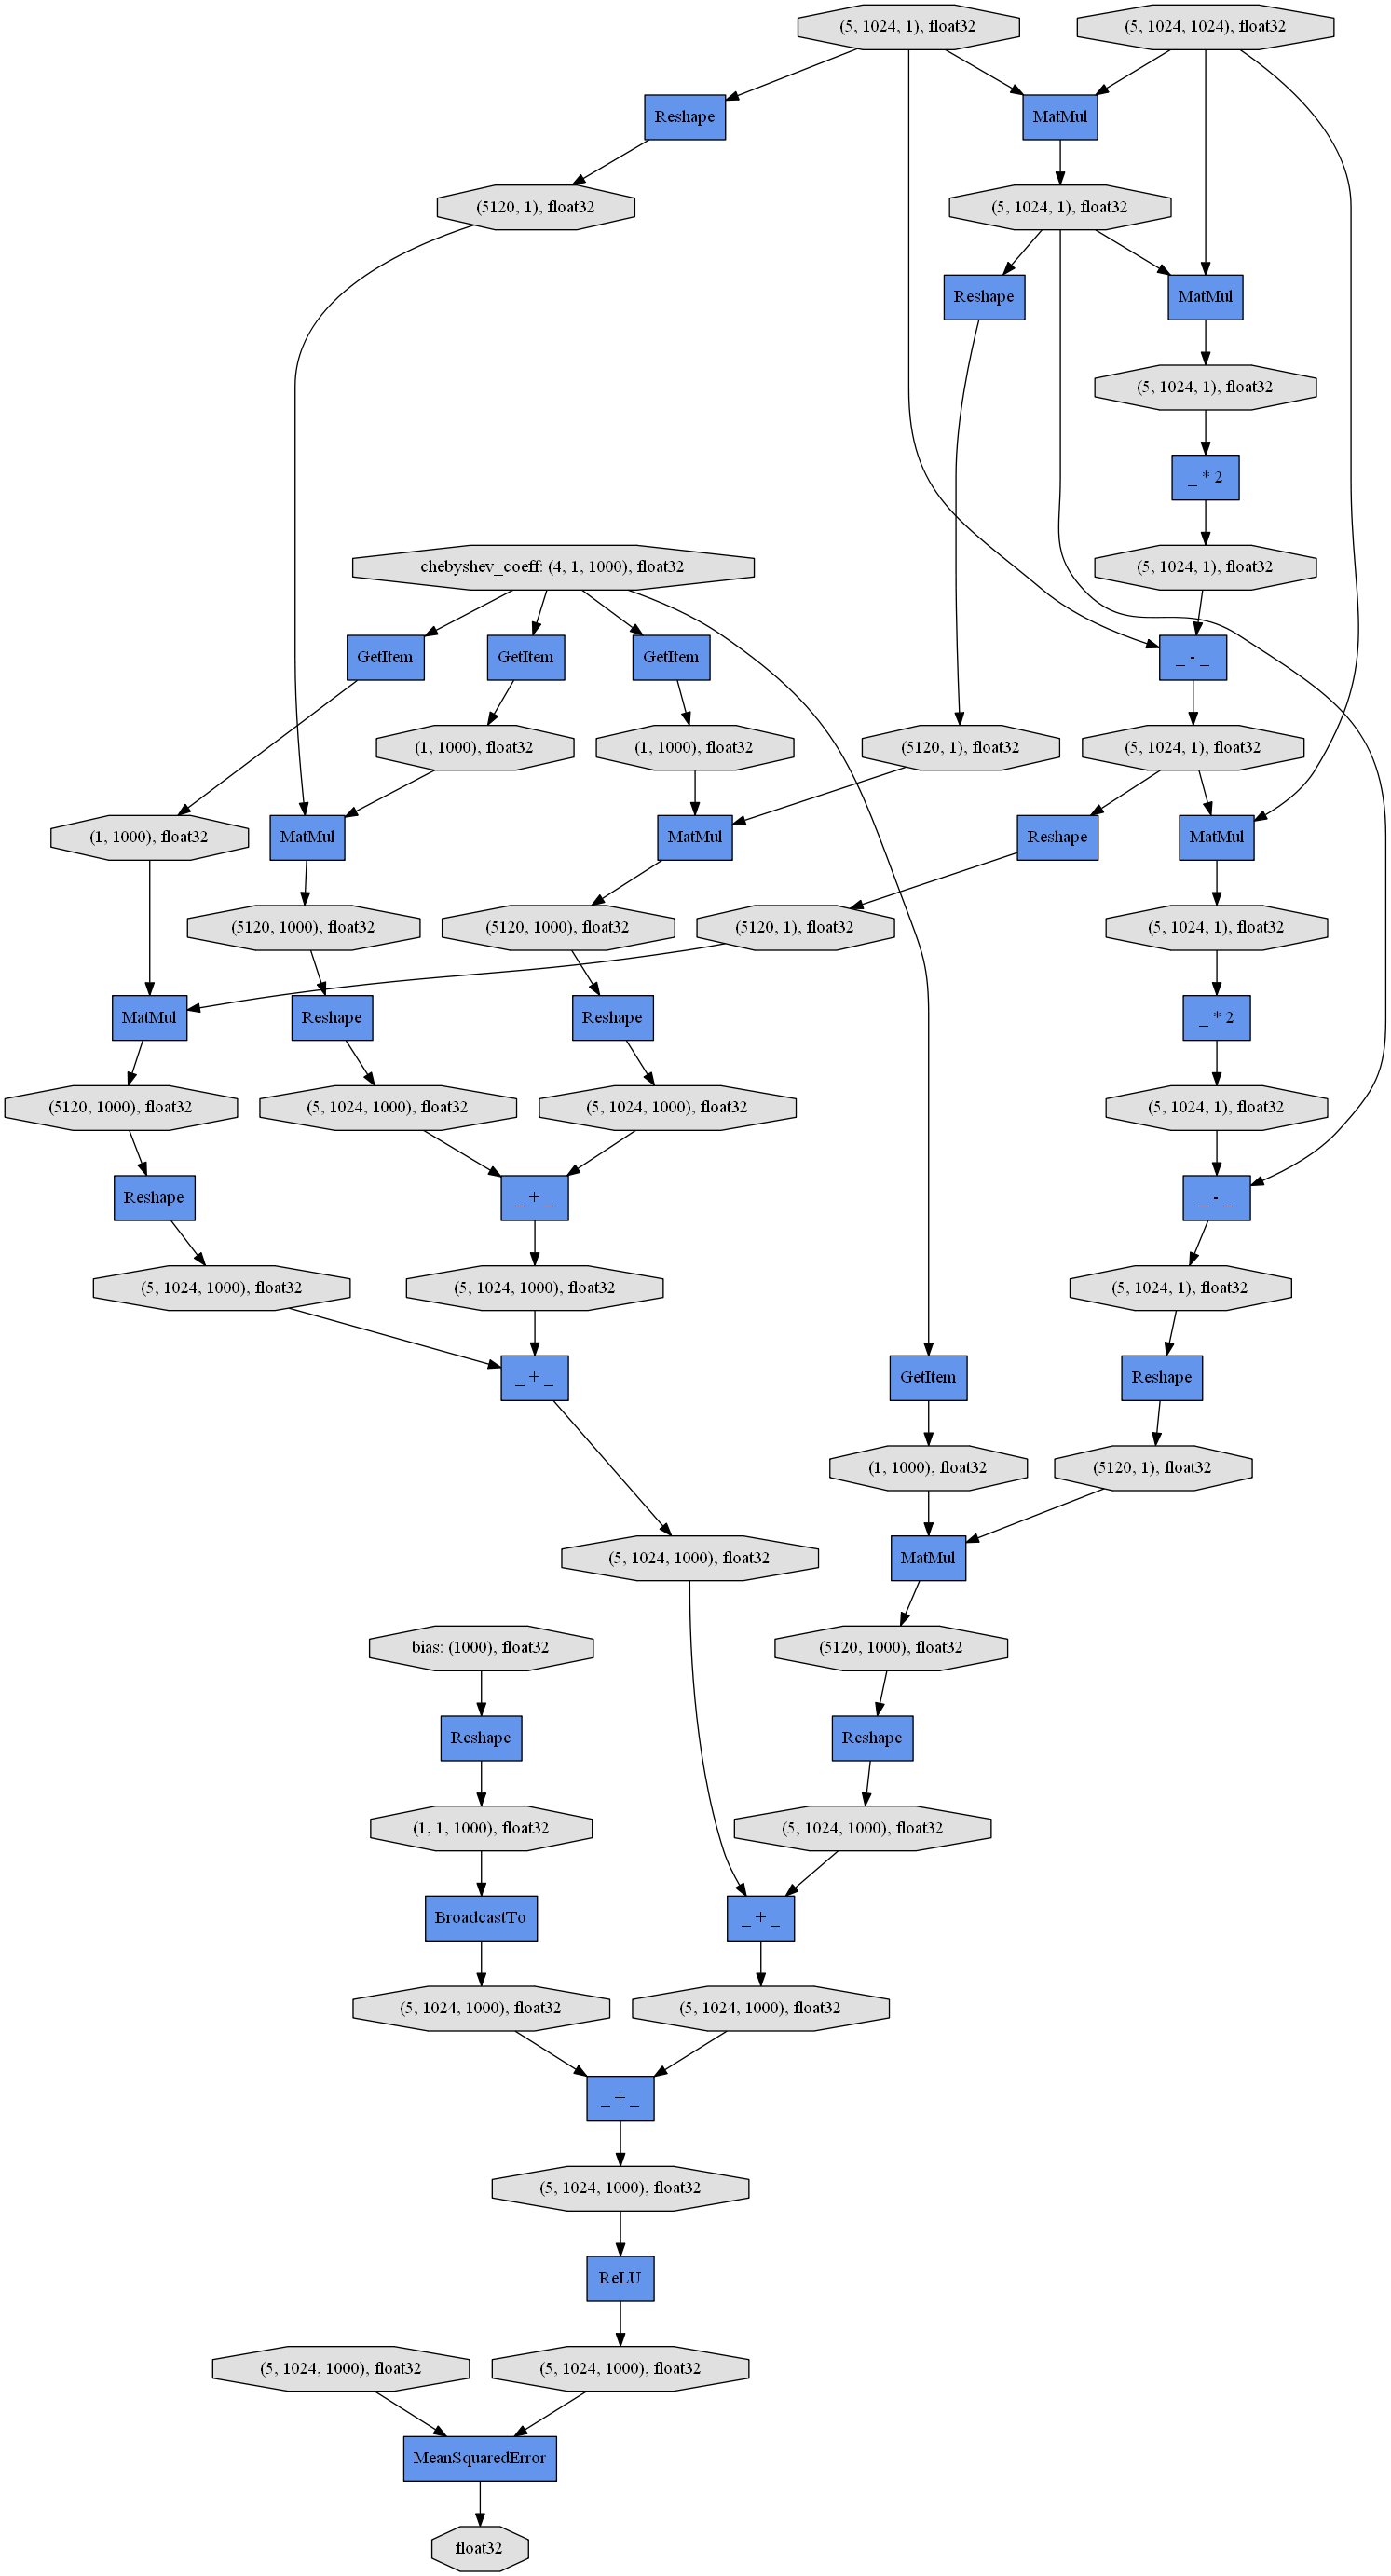 (5, 1024, 1), float32
(5, 1024, 1024), float32
Reshape
MatMul
(5120, 1), float32
(5, 1024, 1), float32
Reshape
MatMul
(5, 1024, 1), float32
_ * 2
chebyshev_coeff: (4, 1, 1000), float32
(5, 1024, 1), float32
GetItem
GetItem
GetItem
_ - _
(1, 1000), float32
(1, 1000), float32
(5120, 1), float32
(5, 1024, 1), float32
(1, 1000), float32
MatMul
MatMul
Reshape
MatMul
(5120, 1000), float32
(5120, 1000), float32
(5120, 1), float32
(5, 1024, 1), float32
MatMul
Reshape
Reshape
_ * 2
(5120, 1000), float32
(5, 1024, 1000), float32
(5, 1024, 1000), float32
(5, 1024, 1), float32
Reshape
_ + _
_ - _
(5, 1024, 1000), float32
(5, 1024, 1000), float32
(5, 1024, 1), float32
_ + _
GetItem
Reshape
(1, 1000), float32
(5120, 1), float32
(5, 1024, 1000), float32
MatMul
bias: (1000), float32
(5120, 1000), float32
Reshape
Reshape
(1, 1, 1000), float32
(5, 1024, 1000), float32
BroadcastTo
_ + _
(5, 1024, 1000), float32
(5, 1024, 1000), float32
_ + _
(5, 1024, 1000), float32
ReLU
(5, 1024, 1000), float32
(5, 1024, 1000), float32
MeanSquaredError
float32